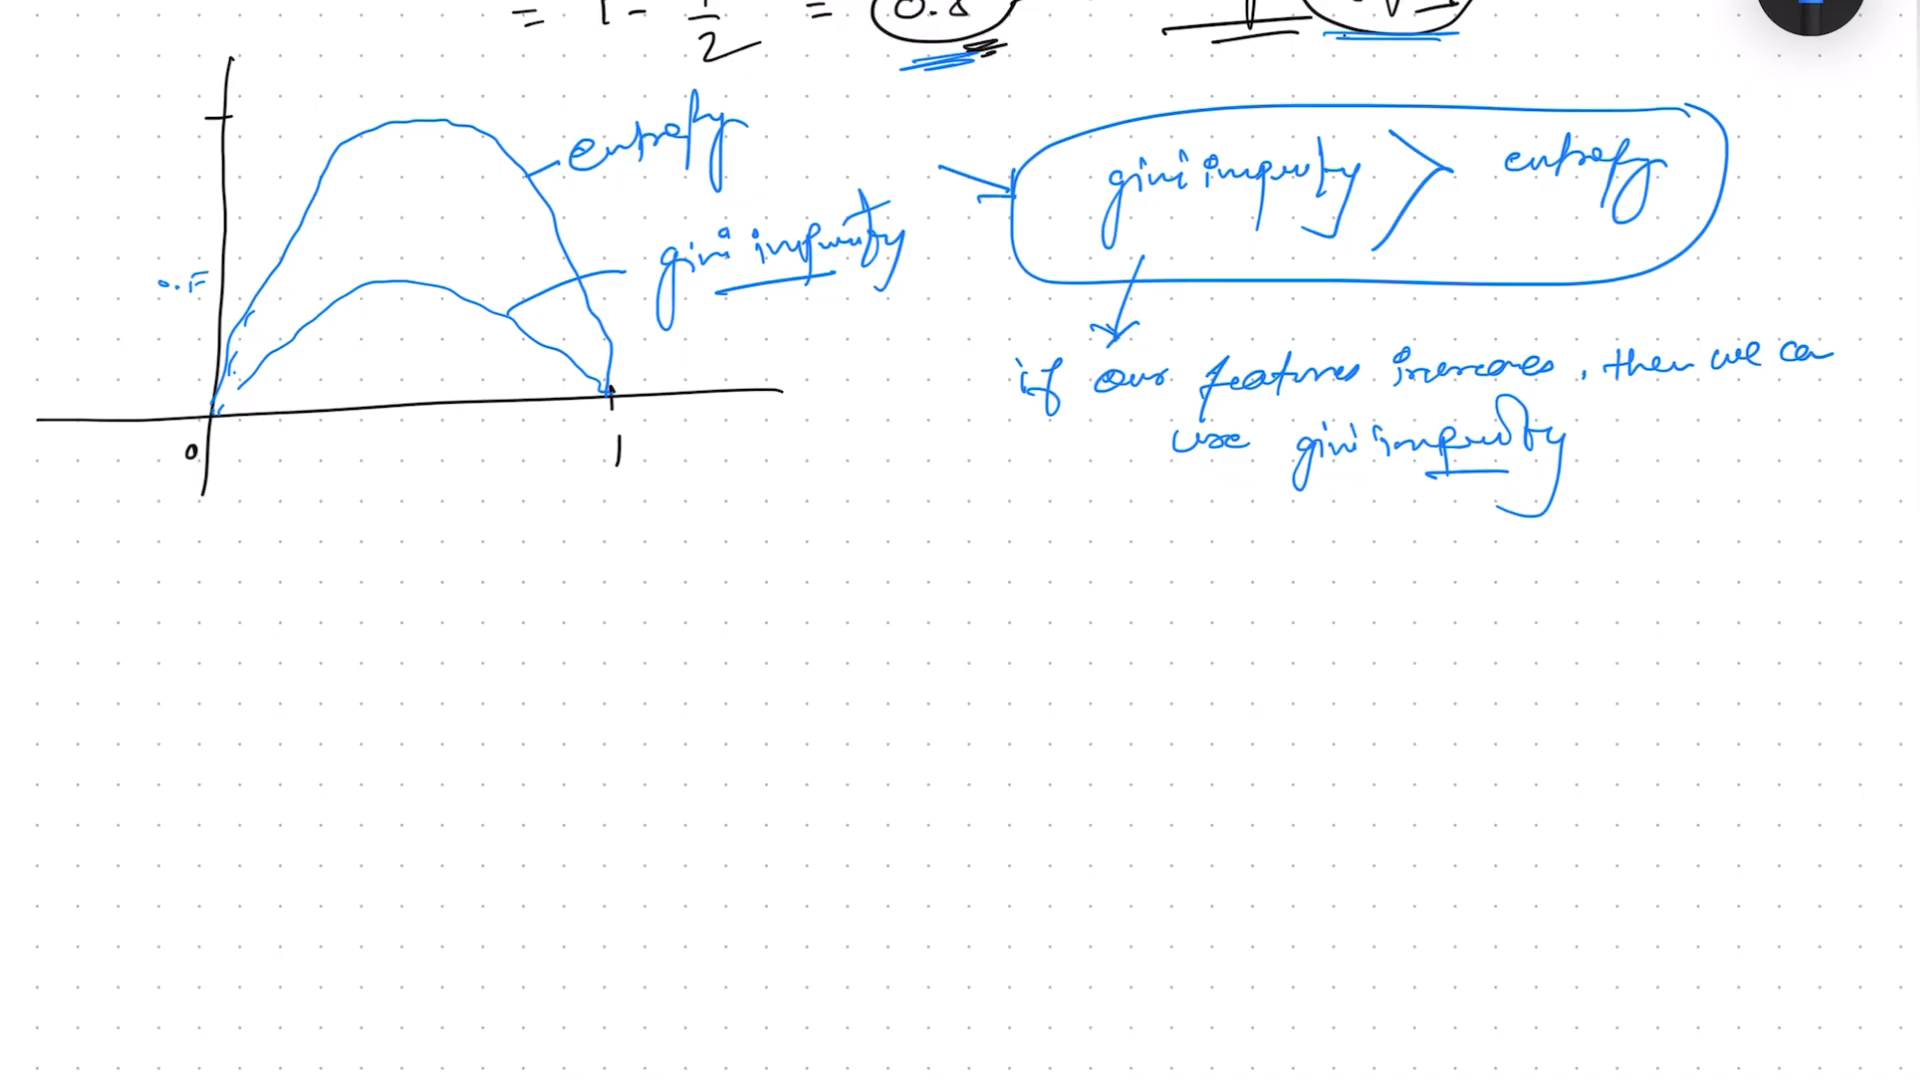 = 1 - 1/2 = 0.5
entropy
gini impurity
0.5
0
1
gini impurity > entropy
if our features increases, then we can
use gini impurity